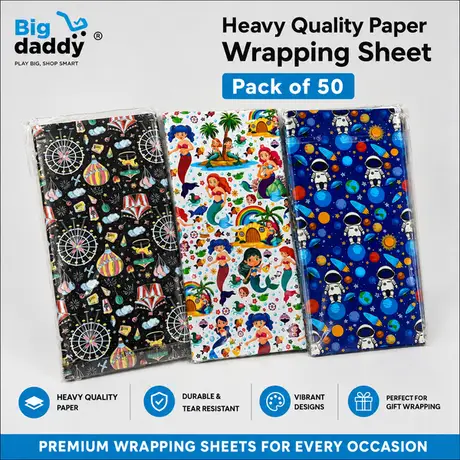 Big
daddy®
PLAY BIG, SHOP SMART
Heavy Quality Paper
Wrapping Sheet
Pack of 50
HEAVY QUALITY
PAPER
DURABLE &
TEAR RESISTANT
VIBRANT
DESIGNS
PERFECT FOR
GIFT WRAPPING
PREMIUM WRAPPING SHEETS FOR EVERY OCCASION